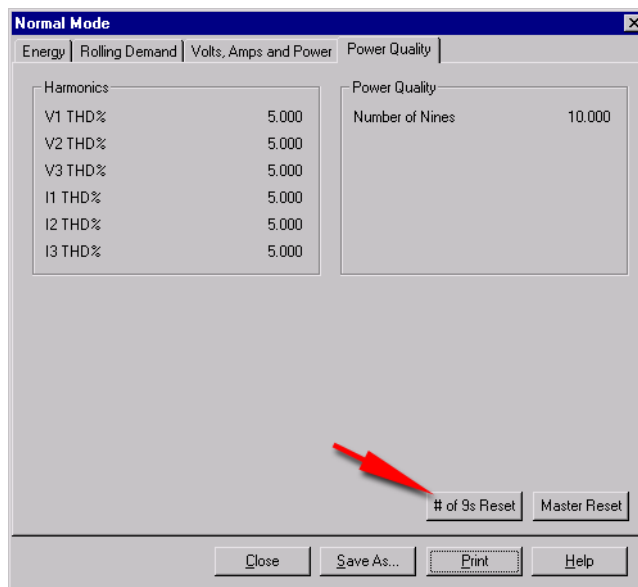 Normal Mode
Energy Rolling Demand Volts, Amps and Power Power Quality
Harmonics
V1 THD% 5.000
V2 THD% 5.000
V3 THD% 5.000
I1 THD% 5.000
I2 THD% 5.000
I3 THD% 5.000
Power Quality
Number of Nines 10.000
# of 9s Reset Master Reset
Close Save As... Print Help